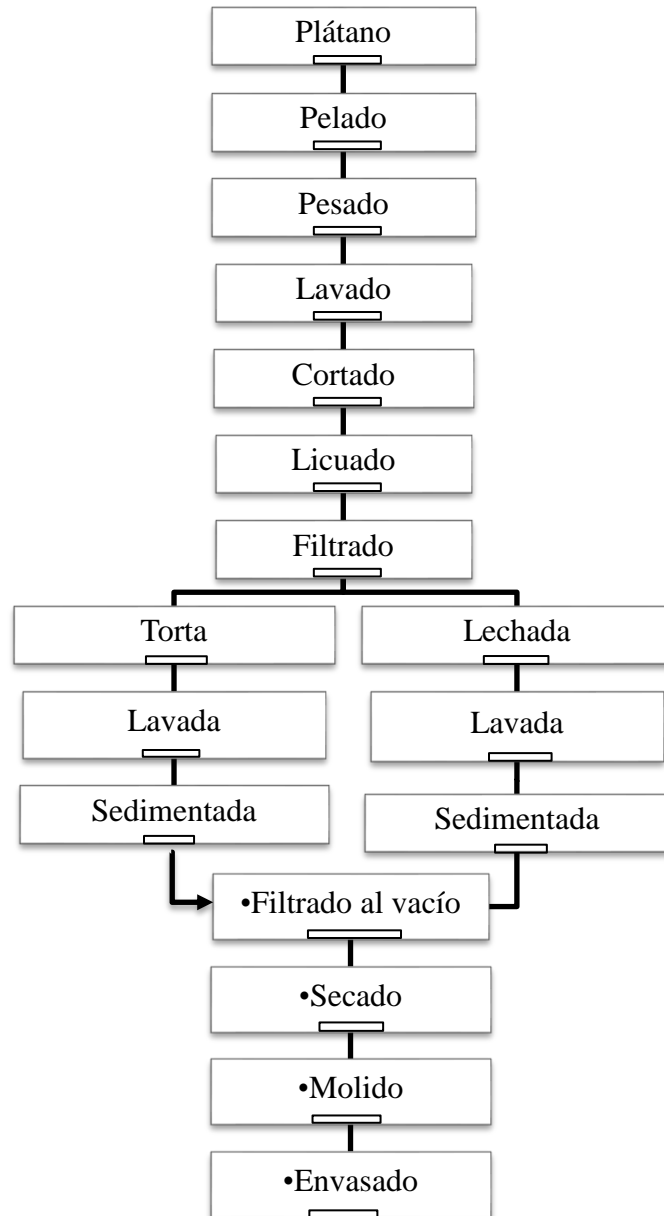 Plátano
Pelado
Pesado
Lavado
Cortado
Licuado
Filtrado
Torta
Lechada
Lavada
Lavada
Sedimentada
Sedimentada
•Filtrado al vacío
•Secado
•Molido
•Envasado